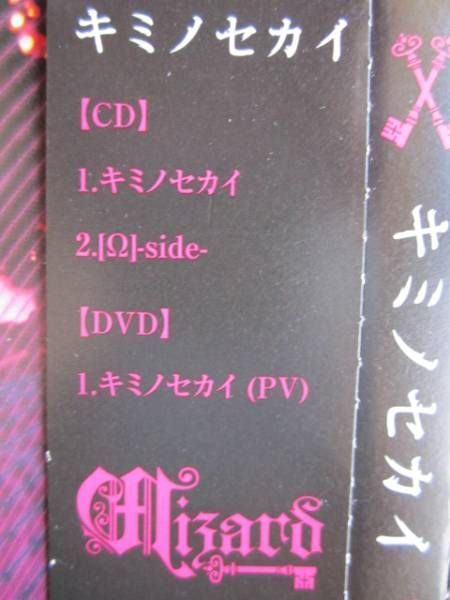 キミノセカイ
【CD】
1.キミノセカイ
2.[Ω]-side-
【DVD】
1.キミノセカイ (PV)
Wizard
キミノセカイ